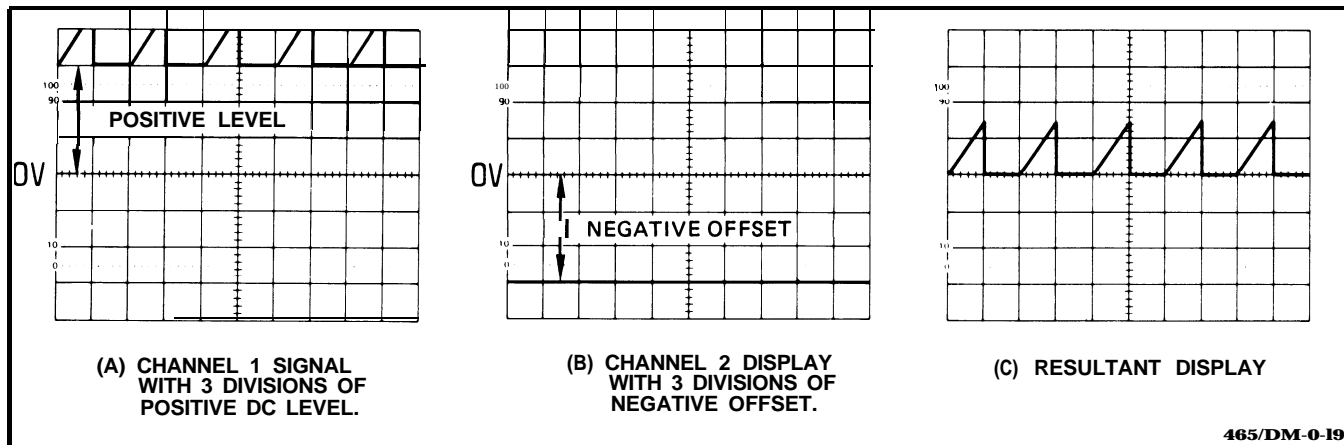 100
90
POSITIVE LEVEL
0V
10
0
(A) CHANNEL 1 SIGNAL
WITH 3 DIVISIONS OF
POSITIVE DC LEVEL.
100
90
0V
NEGATIVE OFFSET
10
0
(B) CHANNEL 2 DISPLAY
WITH 3 DIVISIONS OF
NEGATIVE OFFSET.
100
90
10
0
(C) RESULTANT DISPLAY
465/DM-0-19